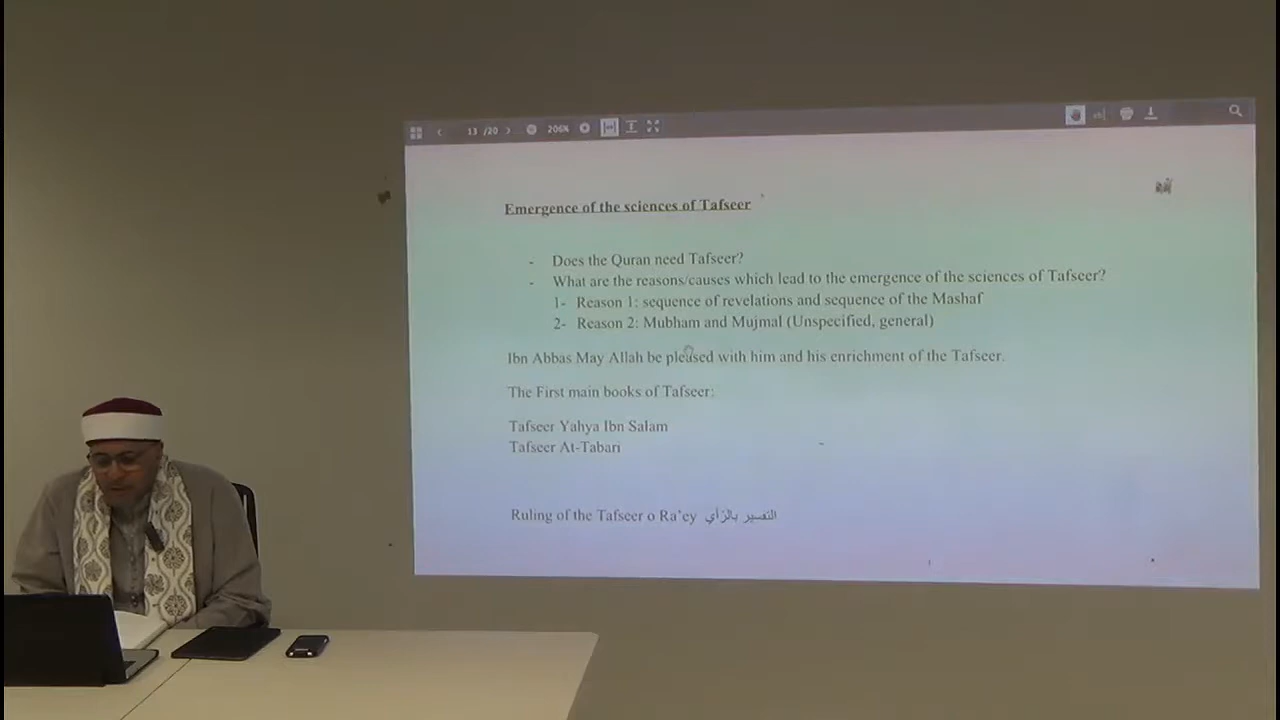 13 /20
206%
Emergence of the sciences of Tafseer
- Does the Quran need Tafseer?
- What are the reasons/causes which lead to the emergence of the sciences of Tafseer?
1- Reason 1: sequence of revelations and sequence of the Mashaf
2- Reason 2: Mubham and Mujmal (Unspecified, general)
Ibn Abbas May Allah be pleased with him and his enrichment of the Tafseer.
The First main books of Tafseer:
Tafseer Yahya Ibn Salam
Tafseer At-Tabari
Ruling of the Tafseer o Ra'ey التفسير بالرأي